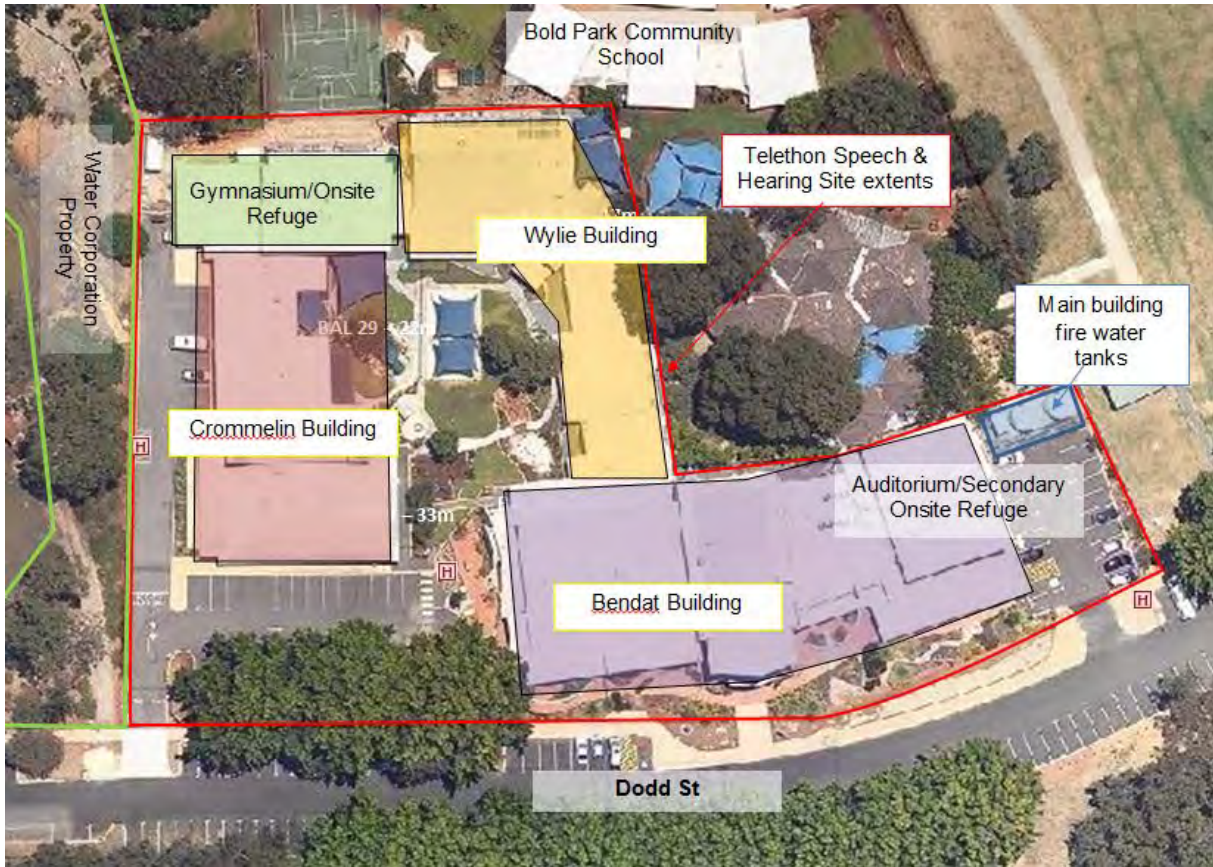 Bold Park Community
School
Water Corporation
Property
Gymnasium/Onsite
Refuge
Telethon Speech &
Hearing Site extents
Wylie Building
Main building
fire water
tanks
BAL 29 – 22m
Crommelin Building
H
Auditorium/Secondary
Onsite Refuge
– 33m
H
Bendat Building
H
Dodd St